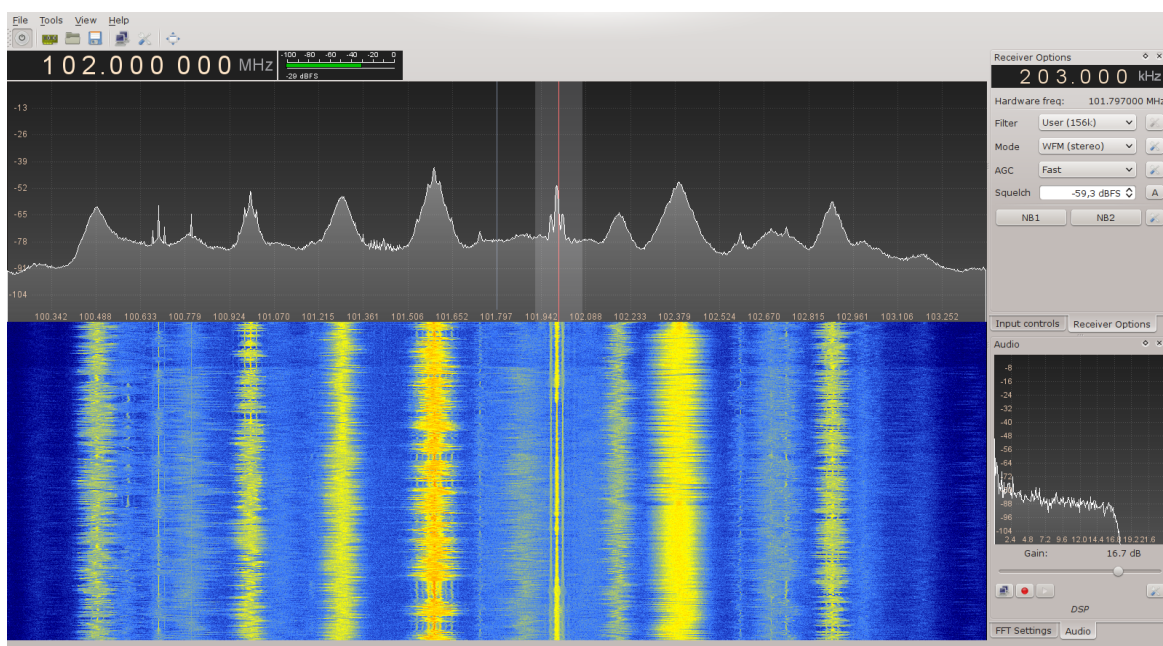 File Tools View Help
102.000 000 MHz
-100 -80 -60 -40 -20 0
-29 dBFS
-13
-26
-39
-52
-65
-78
-91
-104
100.342 100.488 100.633 100.779 100.924 101.070 101.215 101.361 101.506 101.652 101.797 101.942 102.088 102.233 102.379 102.524 102.670 102.815 102.961 103.106 103.252
Receiver Options
203.000 kHz
Hardware freq: 101.797000 MHz
Filter User (156k)
Mode WFM (stereo)
AGC Fast
Squelch -59,3 dBFS A
NB1 NB2
Input controls Receiver Options
Audio
-8
-16
-24
-32
-40
-48
-56
-64
-72
-88
-96
-104
2.4 4.8 7.2 9.6 12.0 14.4 16.8 19.2 21.6
Gain: 16.7 dB
DSP
FFT Settings Audio